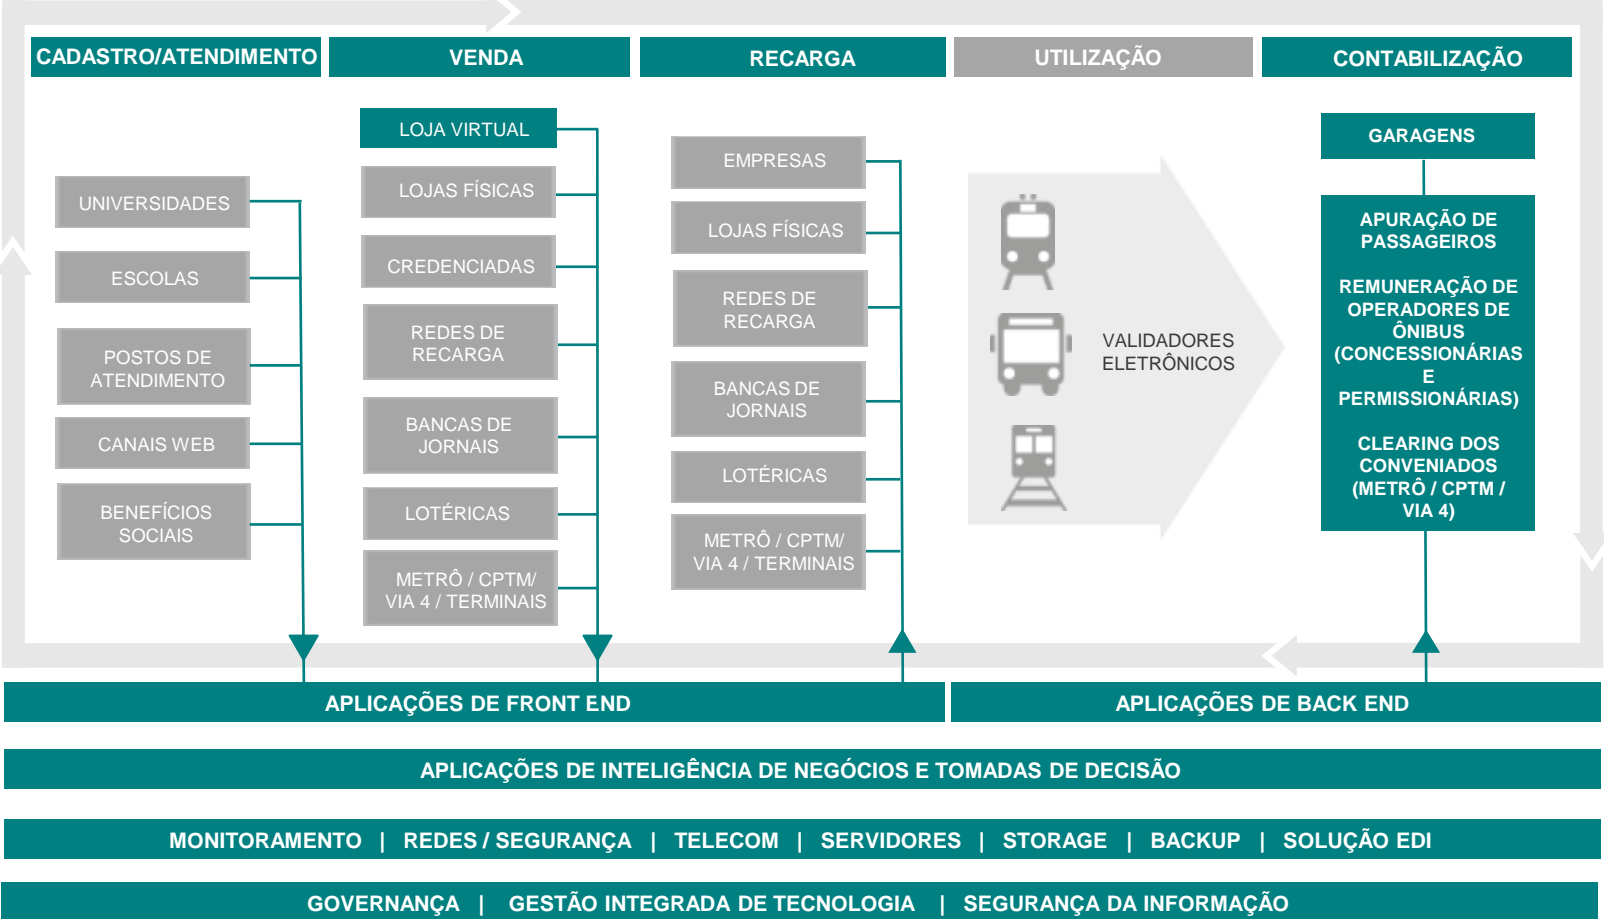 CADASTRO/ATENDIMENTO
VENDA
RECARGA
UTILIZAÇÃO
CONTABILIZAÇÃO
UNIVERSIDADES
ESCOLAS
POSTOS DE
ATENDIMENTO
CANAIS WEB
BENEFÍCIOS
SOCIAIS
LOJA VIRTUAL
LOJAS FÍSICAS
CREDENCIADAS
REDES DE
RECARGA
BANCAS DE
JORNAIS
LOTÉRICAS
METRÔ / CPTM/
VIA 4 / TERMINAIS
EMPRESAS
LOJAS FÍSICAS
REDES DE
RECARGA
BANCAS DE
JORNAIS
LOTÉRICAS
METRÔ / CPTM/
VIA 4 / TERMINAIS
VALIDADORES
ELETRÔNICOS
GARAGENS
APURAÇÃO DE
PASSAGEIROS
REMUNERAÇÃO DE
OPERADORES DE
ÔNIBUS
(CONCESSIONÁRIAS
E
PERMISSIONÁRIAS)
CLEARING DOS
CONVENIADOS
(METRÔ / CPTM /
VIA 4)
APLICAÇÕES DE FRONT END
APLICAÇÕES DE BACK END
APLICAÇÕES DE INTELIGÊNCIA DE NEGÓCIOS E TOMADAS DE DECISÃO
MONITORAMENTO | REDES / SEGURANÇA | TELECOM | SERVIDORES | STORAGE | BACKUP | SOLUÇÃO EDI
GOVERNANÇA | GESTÃO INTEGRADA DE TECNOLOGIA | SEGURANÇA DA INFORMAÇÃO